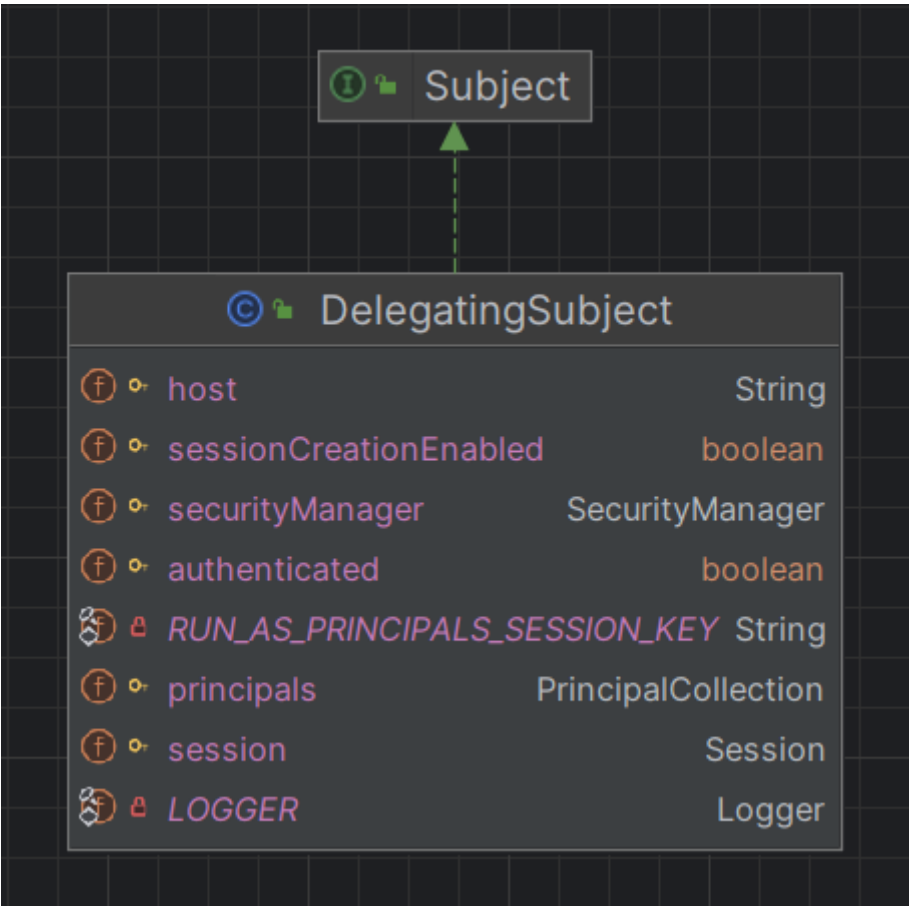 Subject
DelegatingSubject
host String
sessionCreationEnabled boolean
securityManager SecurityManager
authenticated boolean
RUN_AS_PRINCIPALS_SESSION_KEY String
principals PrincipalCollection
session Session
LOGGER Logger